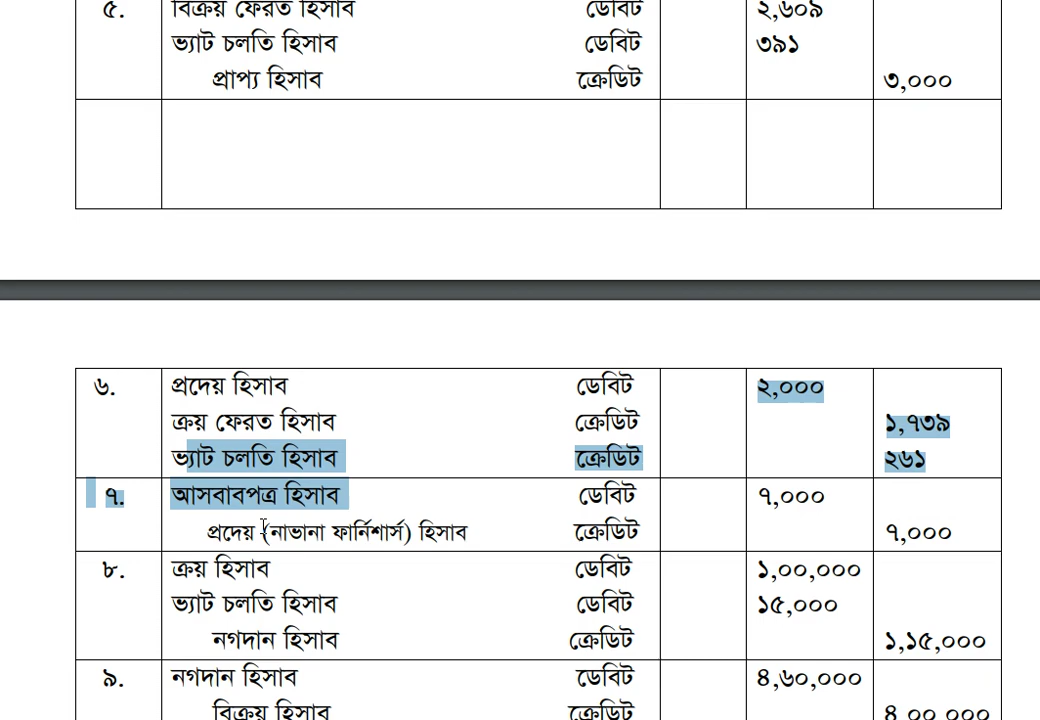 ৫. বিক্রয় ফেরত হিসাব ডেবিট ২,৬০৯
ভ্যাট চলতি হিসাব ডেবিট ৩৯১
প্রাপ্য হিসাব ক্রেডিট ৩,০০০
৬. প্রদেয় হিসাব ডেবিট ২,০০০
ক্রয় ফেরত হিসাব ক্রেডিট ১,৭৩৯
ভ্যাট চলতি হিসাব ক্রেডিট ২৬১
৭. আসবাবপত্র হিসাব ডেবিট ৭,০০০
প্রদেয় (নাভানা ফার্নিশার্স) হিসাব ক্রেডিট ৭,০০০
৮. ক্রয় হিসাব ডেবিট ১,০০,০০০
ভ্যাট চলতি হিসাব ডেবিট ১৫,০০০
নগদান হিসাব ক্রেডিট ১,১৫,০০০
৯. নগদান হিসাব ডেবিট ৪,৬০,০০০
বিক্রয় হিসাব ক্রেডিট ৪,০০,০০০